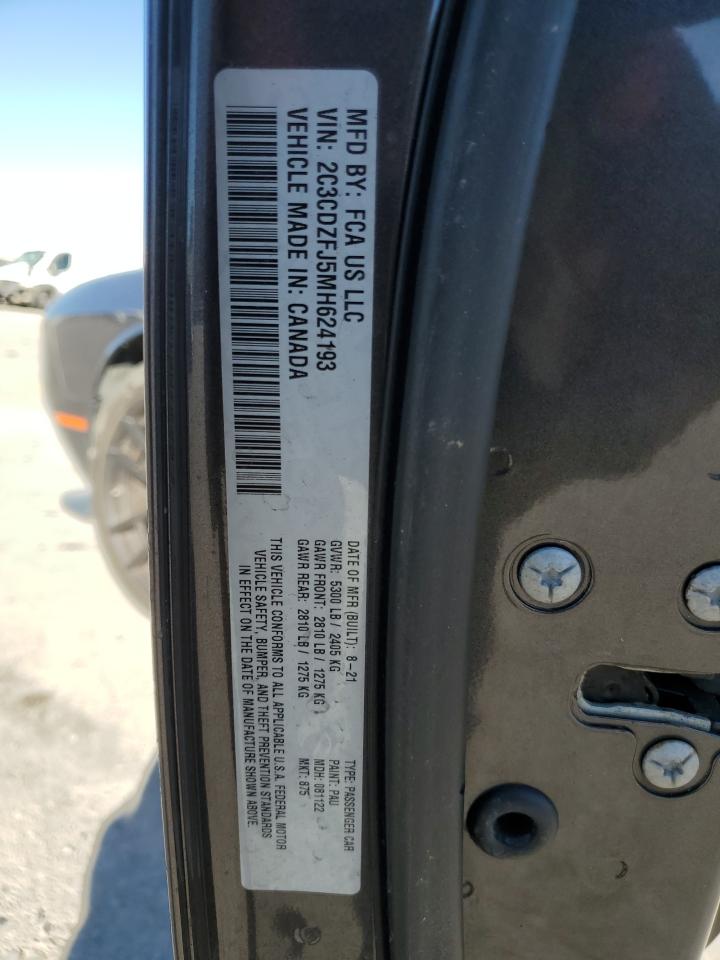 MFD BY: FCA US LLC
VIN: 2C3CDZFJ5MH624193
VEHICLE MADE IN: CANADA
DATE OF MFR (BUILT): 8-21
GVWR: 5300 LB / 2405 KG
GAWR FRONT: 2810 LB / 1275 KG
GAWR REAR: 2810 LB / 1275 KG
TYPE: PASSENGER CAR
PAINT: PAU
MDH: 081122
MKT: 875
THIS VEHICLE CONFORMS TO ALL APPLICABLE U.S.A. FEDERAL MOTOR
VEHICLE SAFETY, BUMPER, AND THEFT PREVENTION STANDARDS
IN EFFECT ON THE DATE OF MANUFACTURE SHOWN ABOVE.